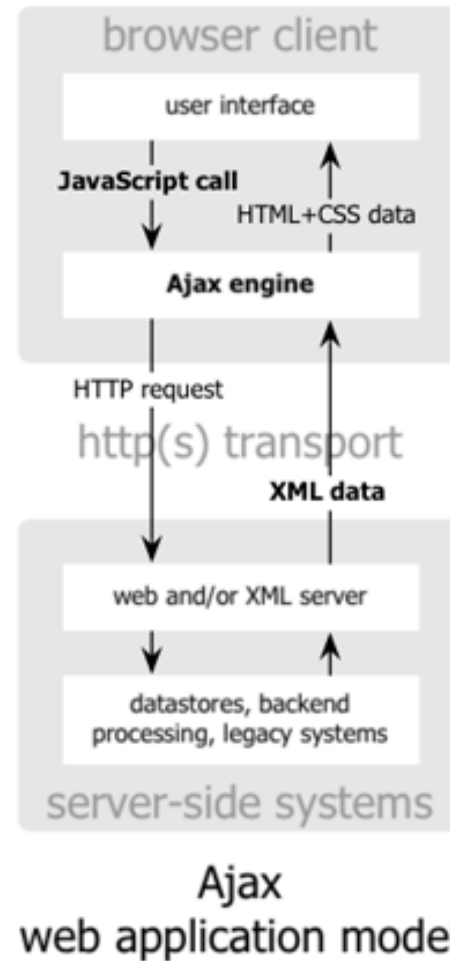 browser client
user interface
JavaScript call
HTML+CSS data
Ajax engine
HTTP request
http(s) transport
XML data
web and/or XML server
datastores, backend
processing, legacy systems
server-side systems
Ajax
web application model